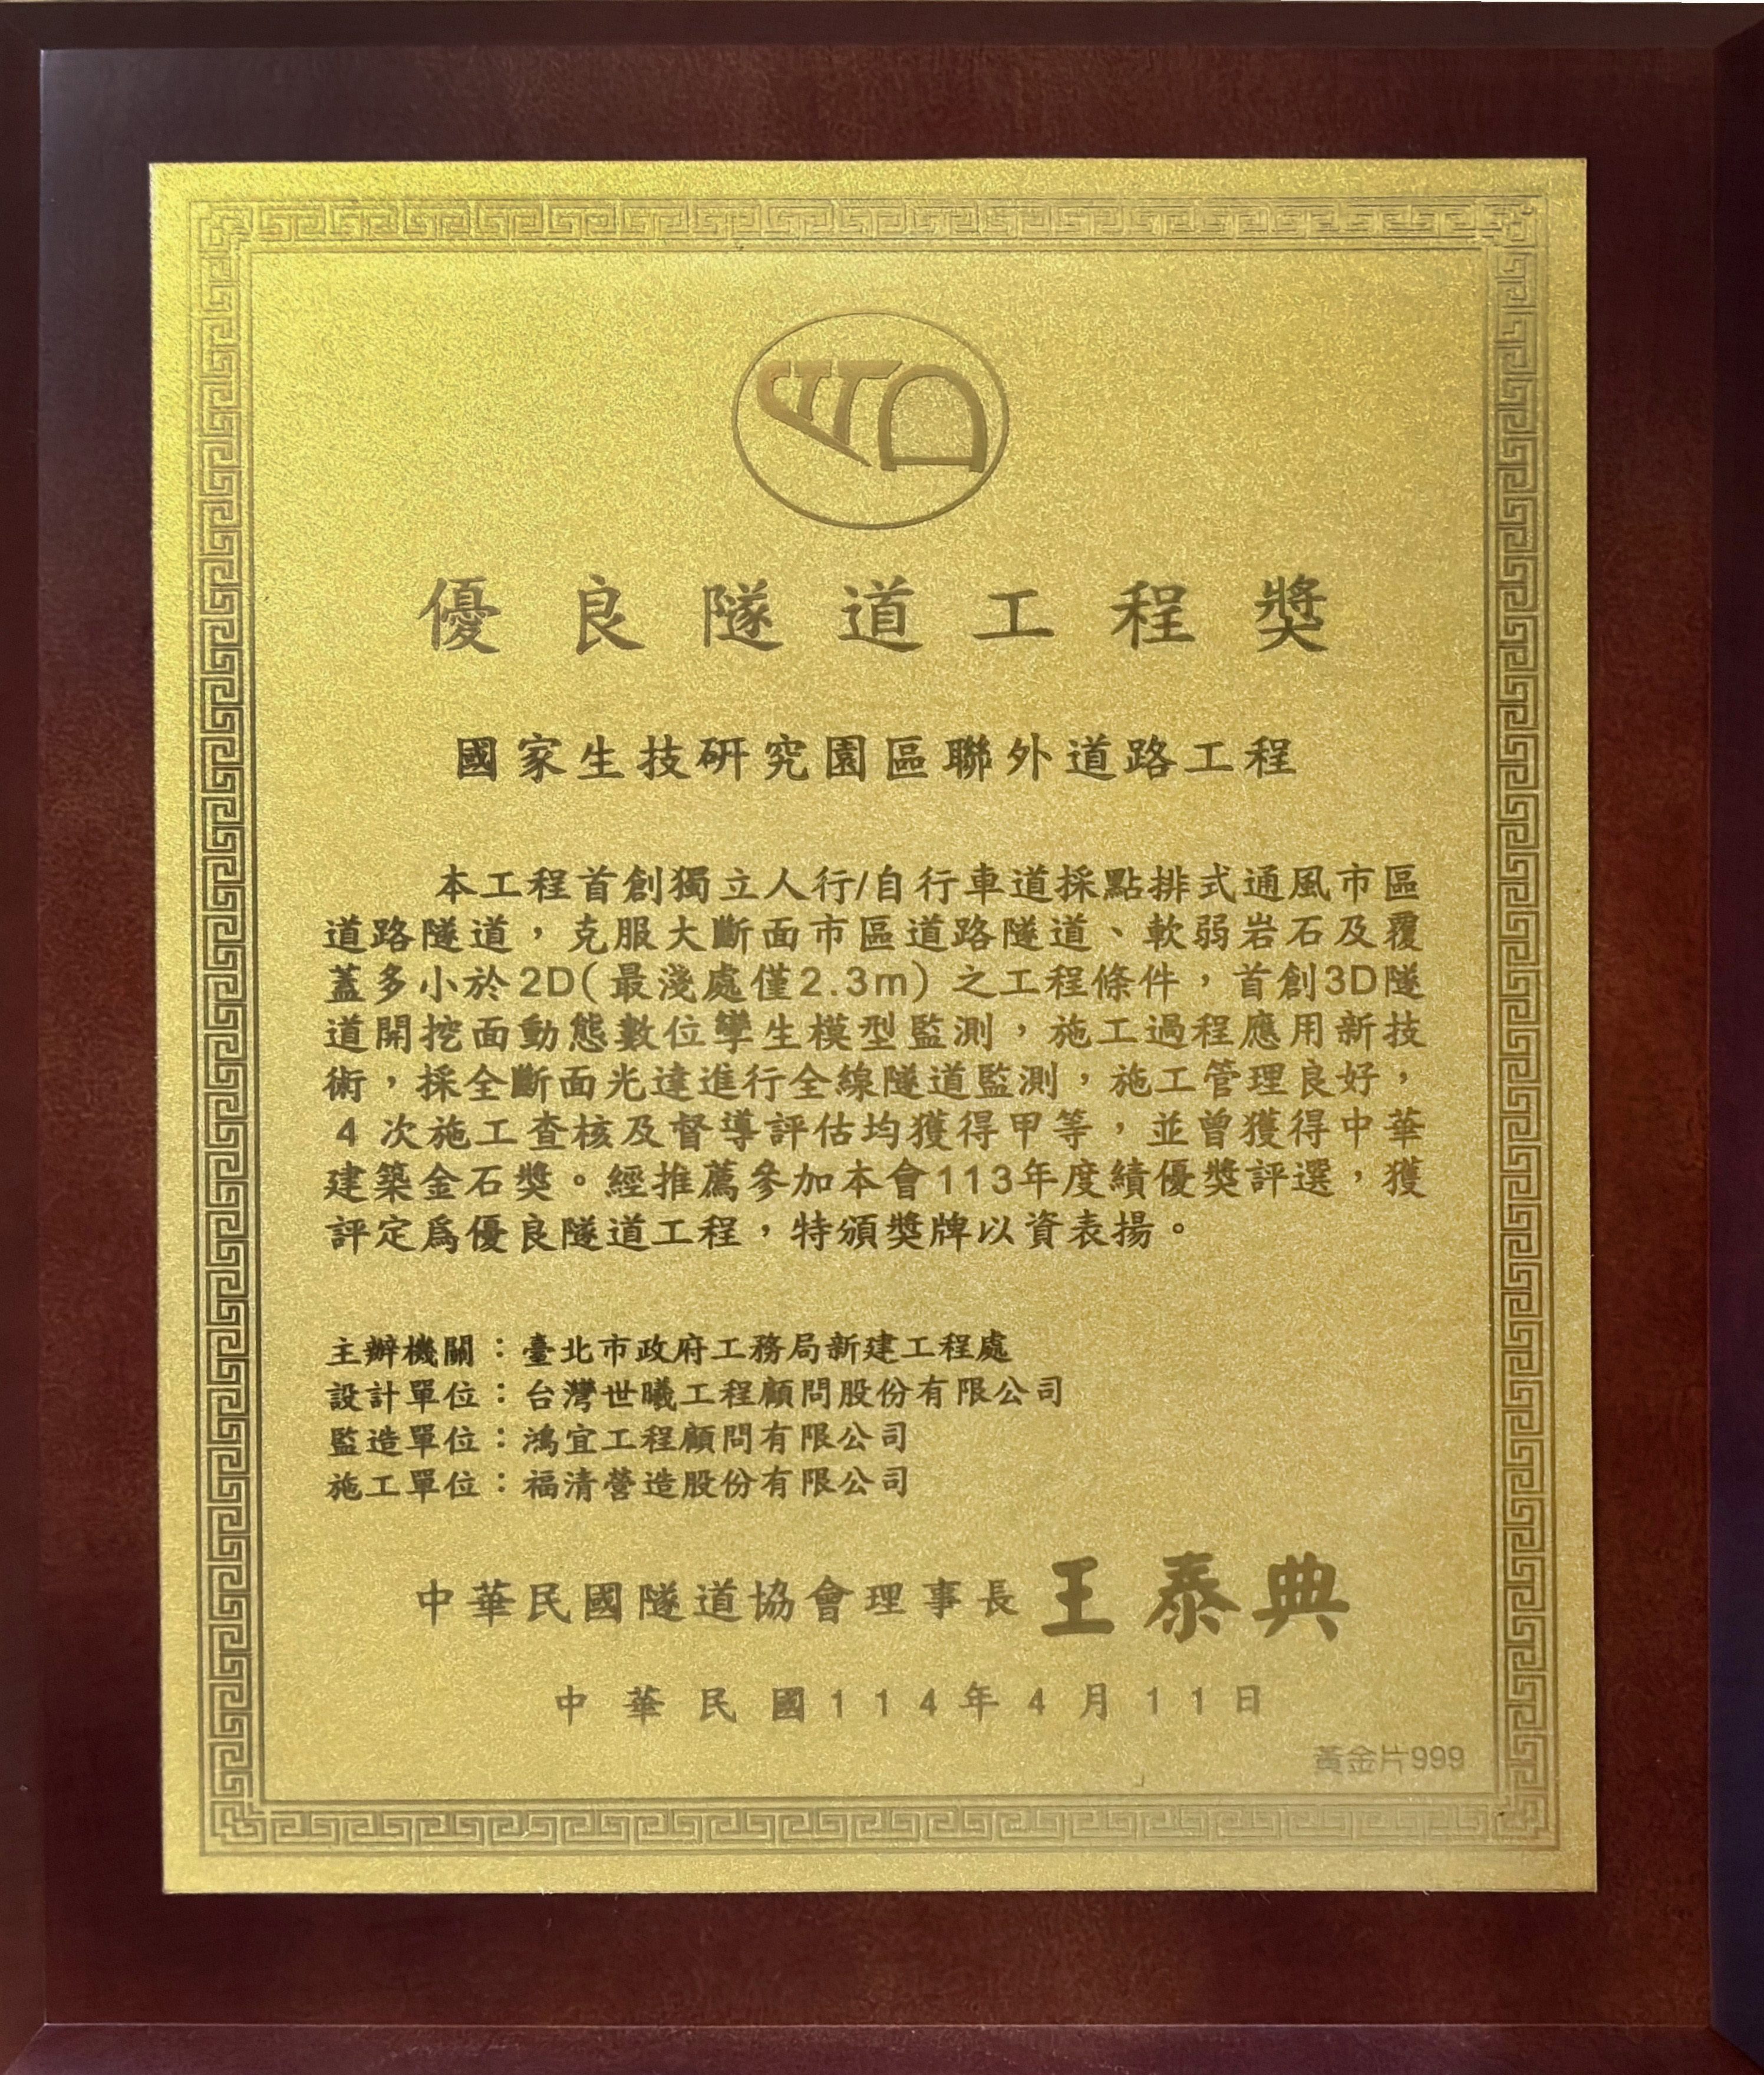 優良隧道工程獎
國家生技研究園區聯外道路工程
本工程首創獨立人行/自行車道採點排式通風市區
道路隧道,克服大斷面市區道路隧道、軟弱岩石及覆
蓋多小於2D(最淺處僅2.3m)之工程條件,首創3D隧
道開挖面動態數位孿生模型監測,施工過程應用新技
術,採全斷面光達進行全線隧道監測,施工管理良好,
4次施工查核及督導評估均獲得甲等,並曾獲得中華
建築金石獎。經推薦參加本會113年度績優獎評選,獲
評定為優良隧道工程,特頒獎牌以資表揚。
主辦機關:臺北市政府工務局新建工程處
設計單位:台灣世曦工程顧問股份有限公司
監造單位:鴻宜工程顧問有限公司
施工單位:福清營造股份有限公司
中華民國隧道協會理事長 王泰典
中華民國114年4月11日
黃金片999